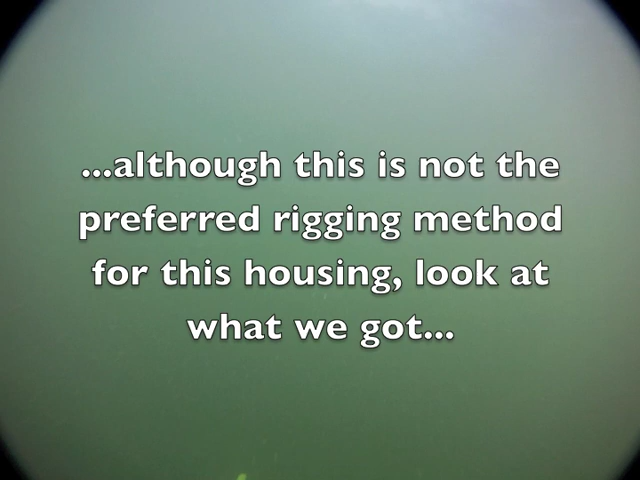 ...although this is not the
preferred rigging method
for this housing, look at
what we got...